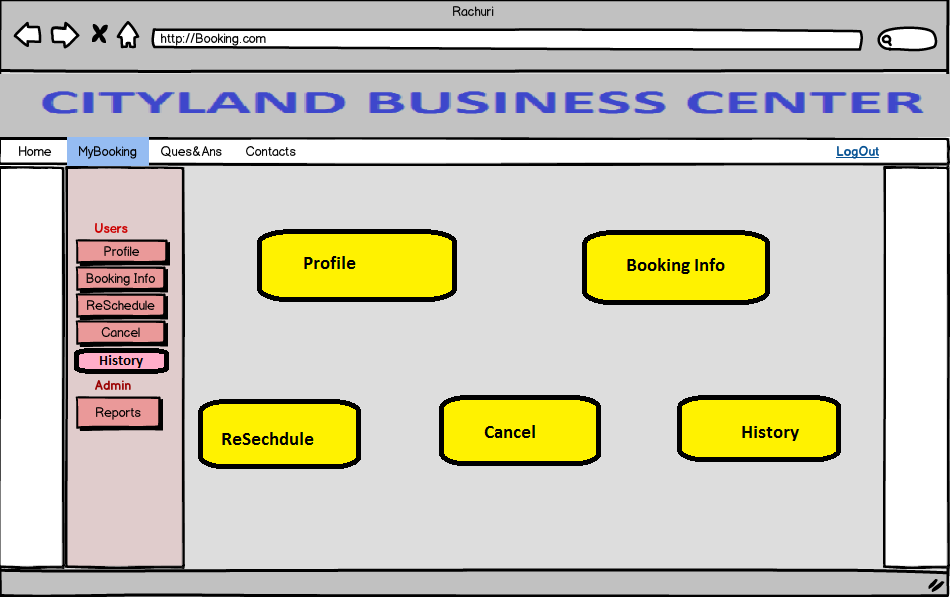 Rachuri
http://Booking.com
CITYLAND BUSINESS CENTER
Home MyBooking Ques&Ans Contacts LogOut
Users
Profile
Booking Info
ReSchedule
Cancel
History
Admin
Reports
Profile Booking Info
ReSechdule Cancel History